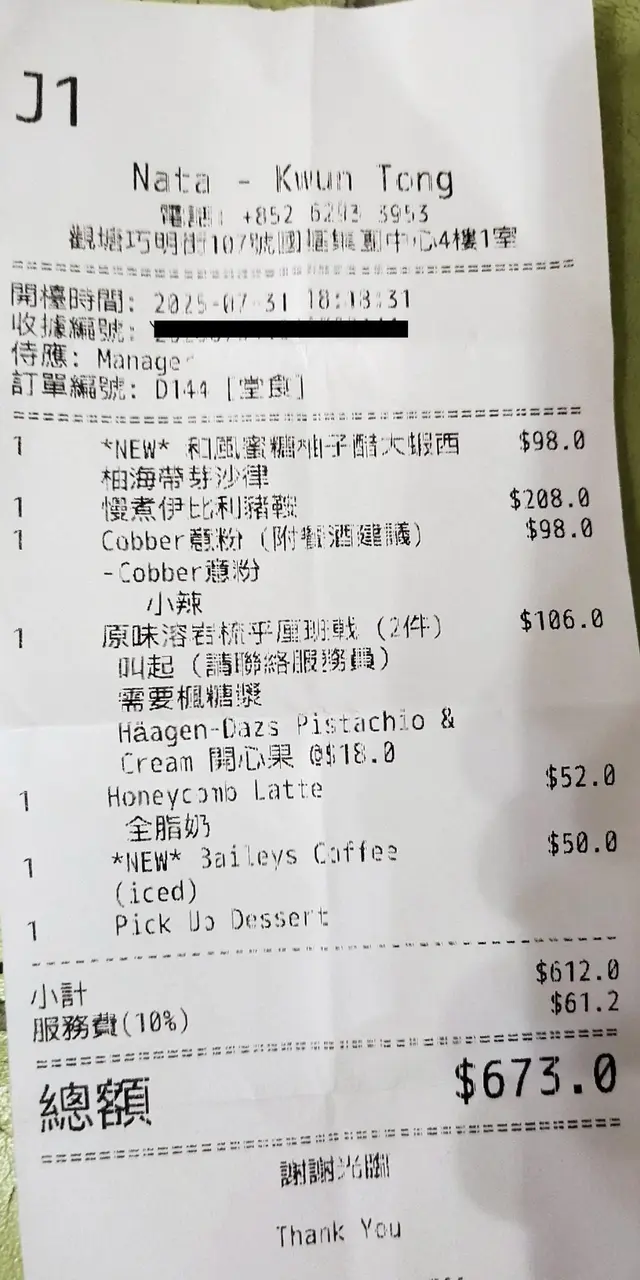 J1
Nata - Kwun Tong
電話: +852 6293 3953
觀塘巧明街107號國際貿易中心4樓1室
開檯時間: 2025-07-31 18:18:31
收據編號:
侍應: Manager
訂單編號: D144 [堂食]
1 *NEW* 和風蜜糖柚子醋大蝦西 $98.0
柚海帶芽沙律
1 慢煮伊比利豬鞍 $208.0
1 Cobber薏粉 (附餐酒建議) $98.0
-Cobber薏粉
小辣
1 原味溶岩梳乎厘班戟 (2件) $106.0
叫起 (請聯絡服務員)
需要楓糖漿
Häagen-Dazs Pistachio &
Cream 開心果 @$18.0
1 Honeycomb Latte $52.0
全脂奶
1 *NEW* Baileys Coffee $50.0
(iced)
1 Pick Up Dessert
小計 $612.0
服務費(10%) $61.2
總額 $673.0
謝謝光臨
Thank You